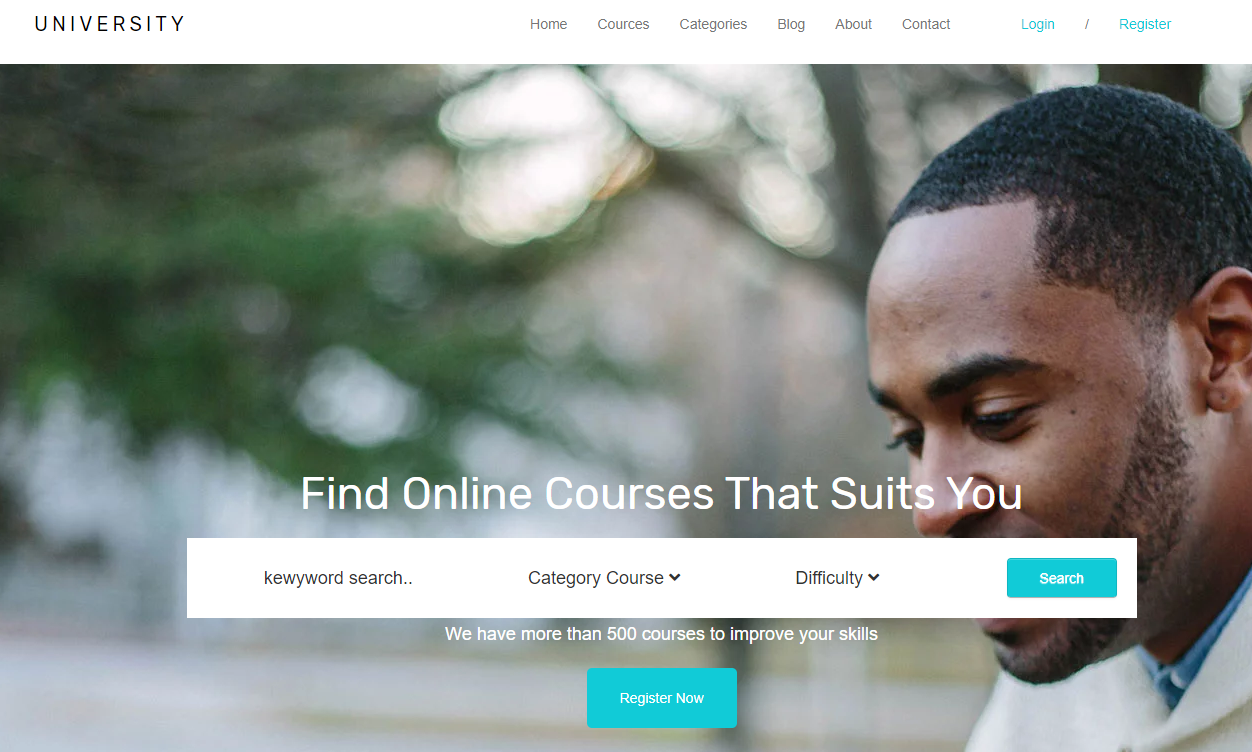 UNIVERSITY Home Cources Categories Blog About Contact Login / Register
Find Online Courses That Suits You
kewyword search.. Category Course Difficulty Search
We have more than 500 courses to improve your skills
Register Now